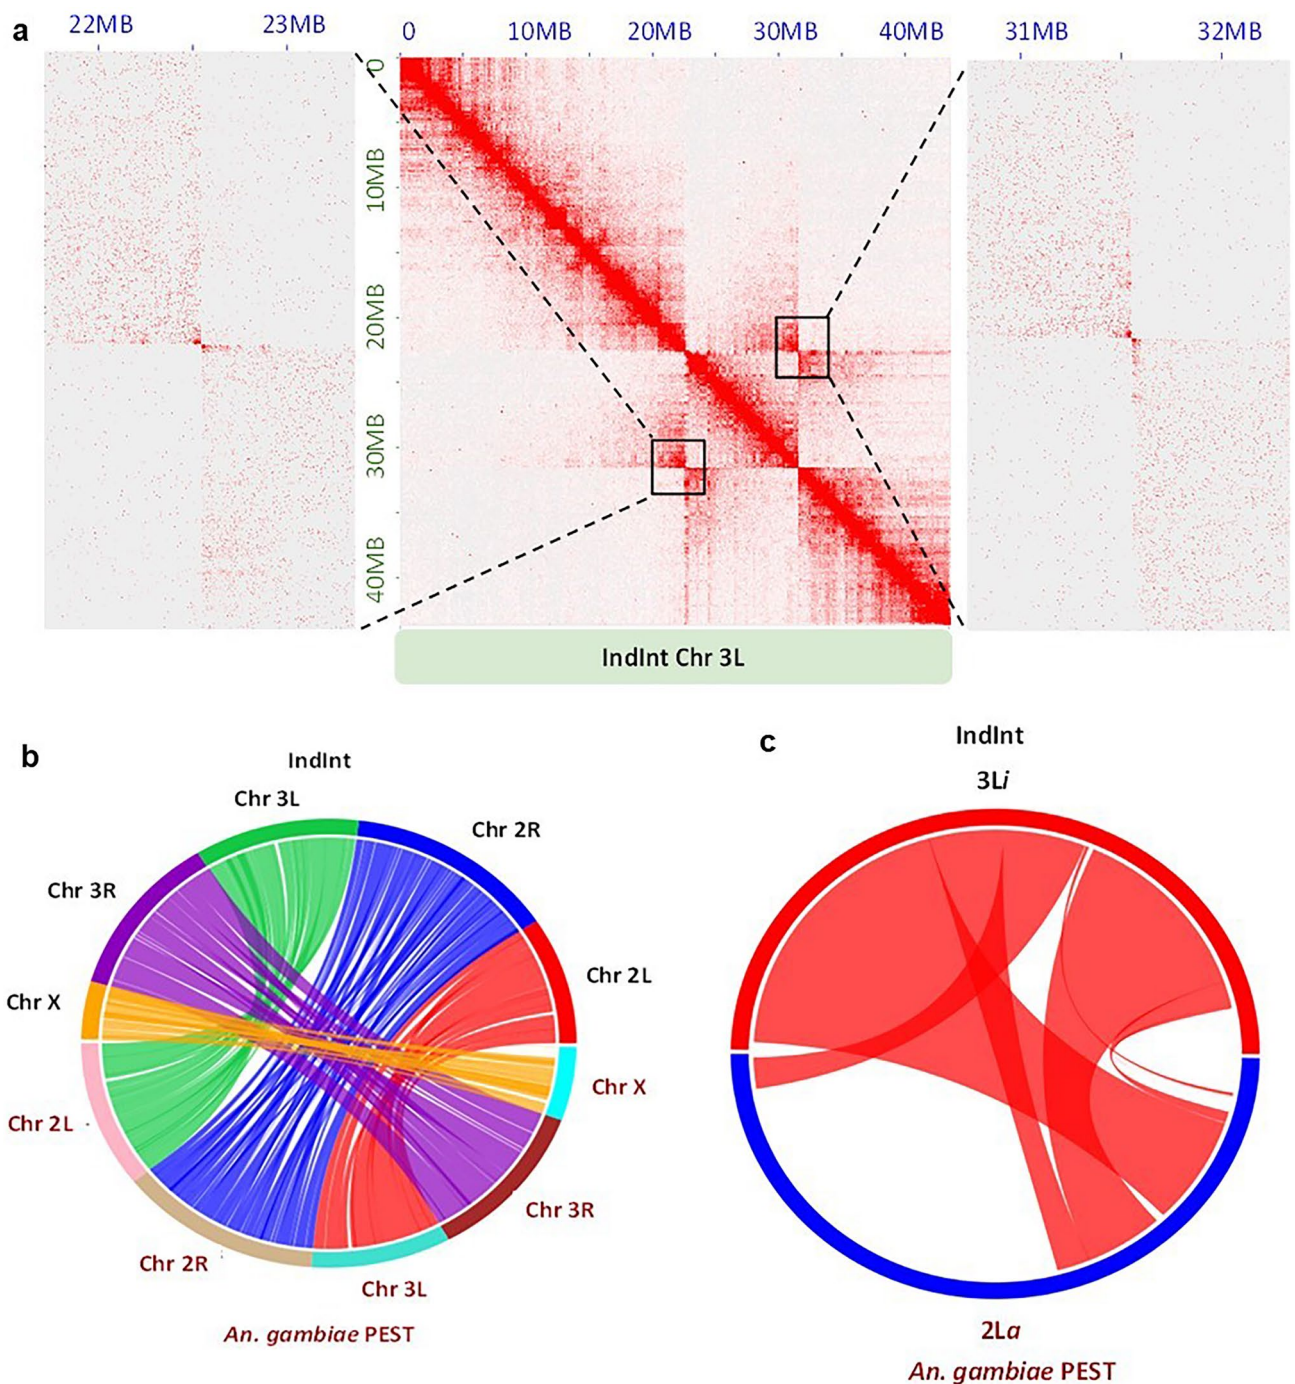 a
22MB 23MB
0 10MB 20MB 30MB 40MB
31MB 32MB
0
10MB
20MB
30MB
40MB
IndInt Chr 3L
b
IndInt
Chr 3L
Chr 2R
Chr 3R
Chr 2L
Chr X
Chr X
Chr 2L
Chr 3R
Chr 2R
Chr 3L
An. gambiae PEST
c
IndInt
3Li
2La
An. gambiae PEST